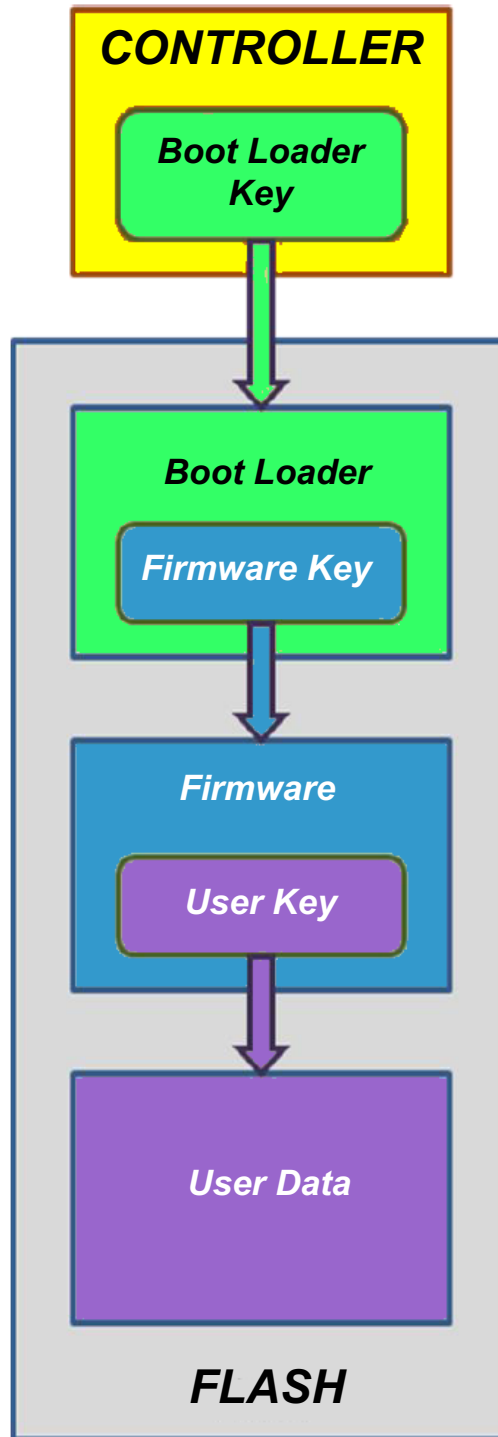 CONTROLLER
Boot Loader
Key
Boot Loader
Firmware Key
Firmware
User Key
User Data
FLASH